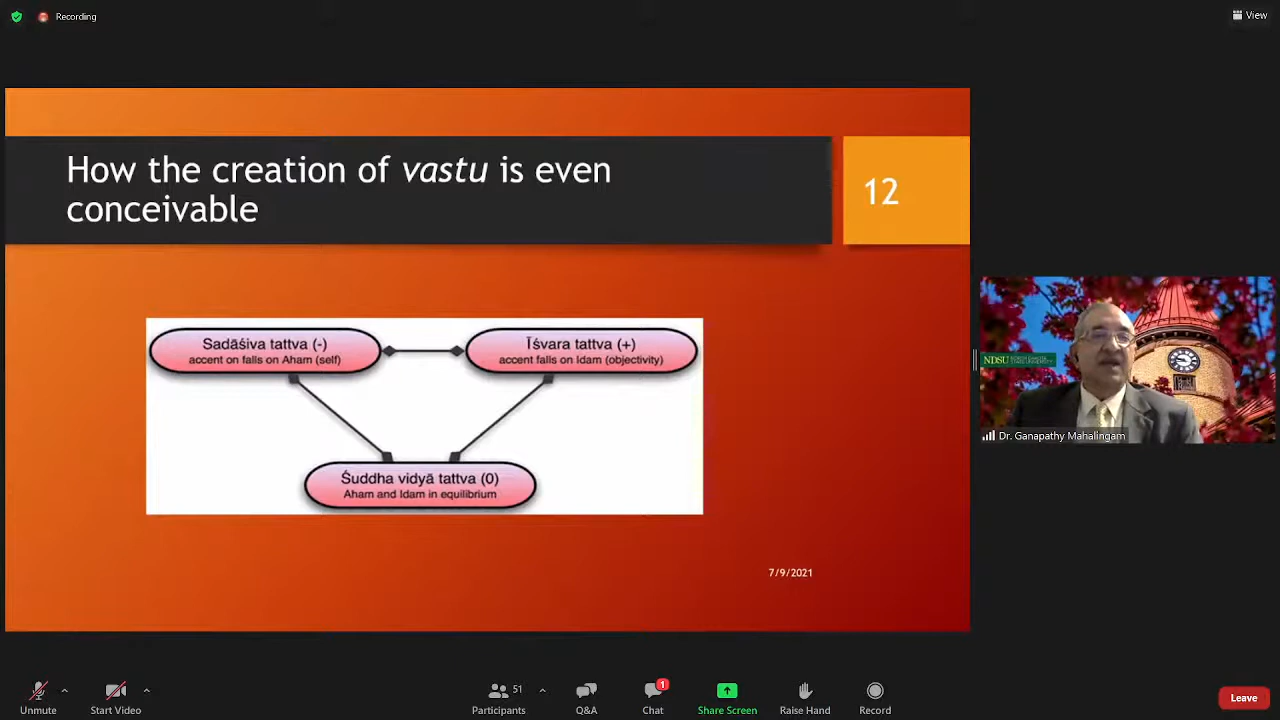 Recording
View
How the creation of vastu is even
conceivable
12
Sadāśiva tattva (-)
accent on falls on Aham (self)
Īśvara tattva (+)
accent falls on Idam (objectivity)
Śuddha vidyā tattva (0)
Aham and Idam in equilibrium
7/9/2021
NDSU
Dr. Ganapathy Mahalingam
Unmute
Start Video
51
Participants
Q&A
1
Chat
Share Screen
Raise Hand
Record
Leave